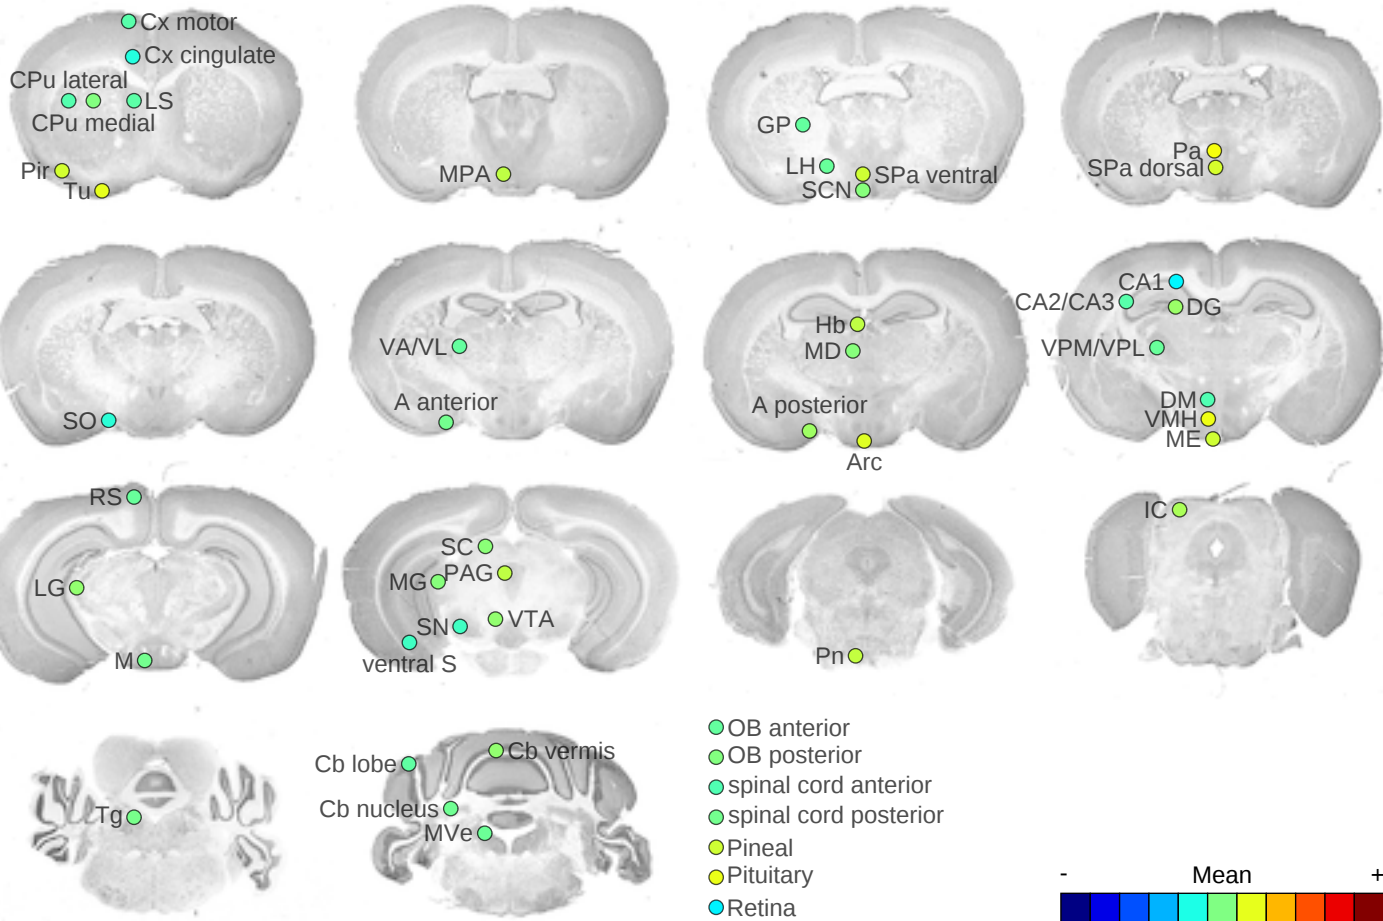 Cx motor
Cx cingulate
CPu lateral
LS
CPu medial
Pir
Tu
MPA
GP
LH
SPa ventral
SCN
Pa
SPa dorsal
SO
VA/VL
A anterior
Hb
MD
A posterior
Arc
CA1
CA2/CA3
DG
VPM/VPL
DM
VMH
ME
RS
LG
M
SC
MG
PAG
SN
VTA
ventral S
Pn
IC
Tg
Cb lobe
Cb vermis
Cb nucleus
MVe
OB anterior
OB posterior
spinal cord anterior
spinal cord posterior
Pineal
Pituitary
Retina
- Mean +